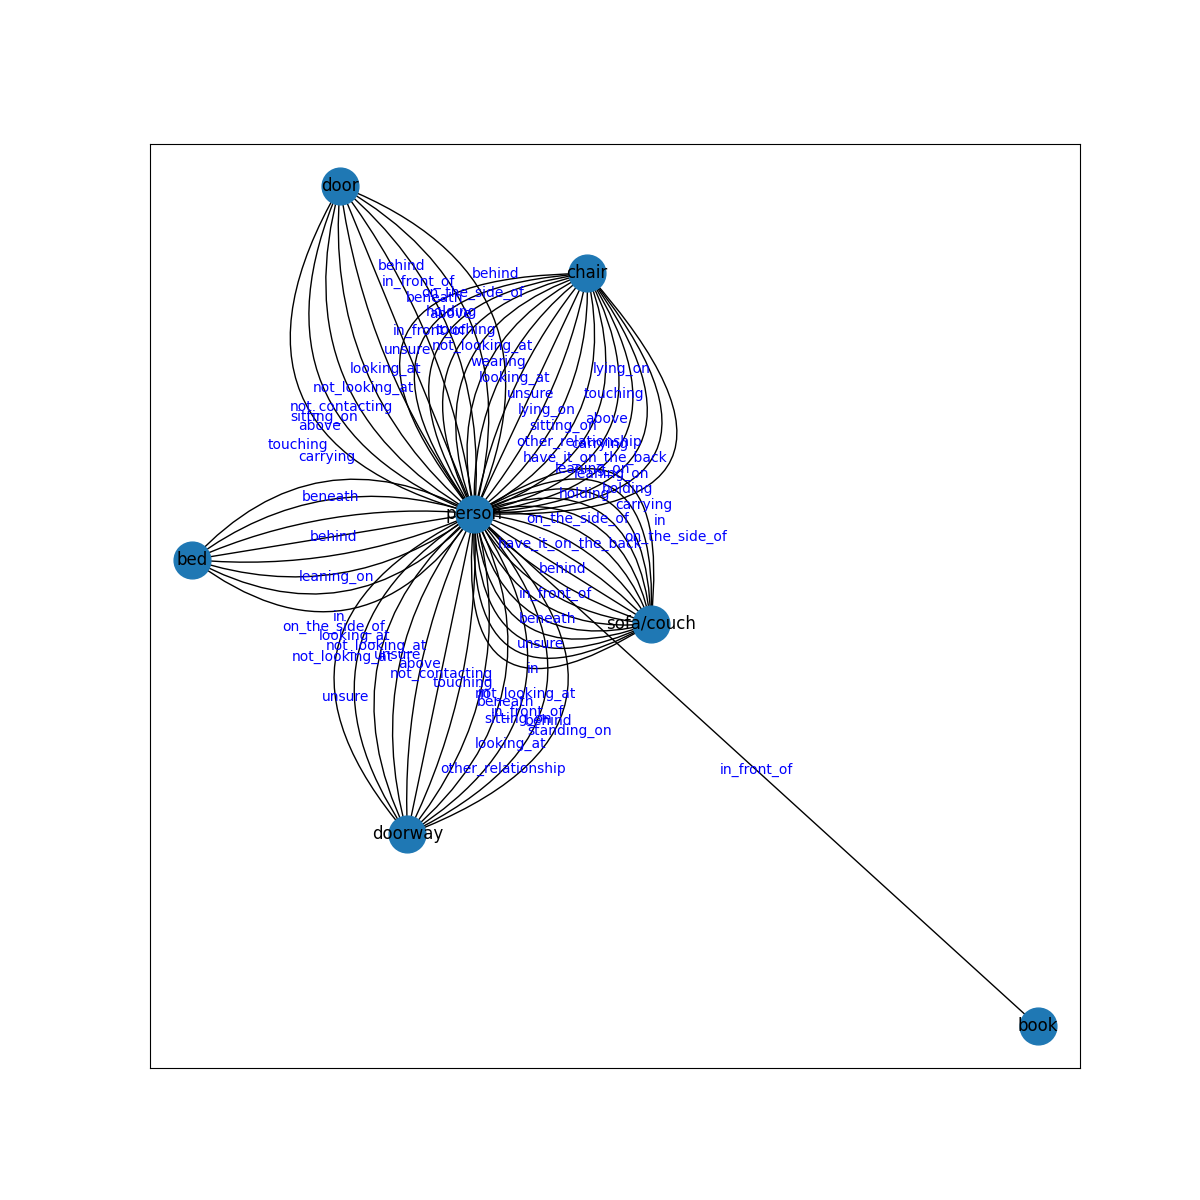 door
behind
chair
behind
in_front_of
on_the_side_of
beneath
holding
above
in_front_of
touching
unsure
not_looking_at
wearing
looking_at
lying_on
looking_at
not_looking_at
unsure
touching
not_contacting
lying_on
sitting_on
above
above
sitting_on
touching
other_relationship
carrying
carrying
have_it_on_the_back
leaning_on
leaning_on
holding
holding
beneath
carrying
person
on_the_side_of
in
behind
on_the_side_of
have_it_on_the_back
bed
behind
leaning_on
in_front_of
in
beneath
sofa/couch
on_the_side_of
looking_at
not_looking_at
unsure
not_looking_at
unsure
above
in
not_contacting
touching
unsure
not_looking_at
beneath
in_front_of
sitting_on
behind
standing_on
looking_at
other_relationship
in_front_of
doorway
book